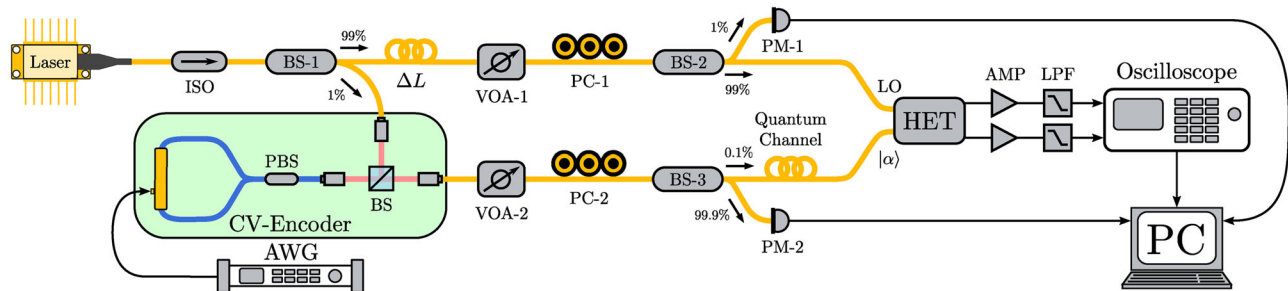 Laser
ISO
BS-1
99%
1%
ΔL
VOA-1
PC-1
BS-2
1%
99%
PM-1
LO
HET
|α⟩
AMP
LPF
Oscilloscope
PBS
BS
CV-Encoder
AWG
VOA-2
PC-2
BS-3
0.1%
99.9%
Quantum
Channel
PM-2
PC